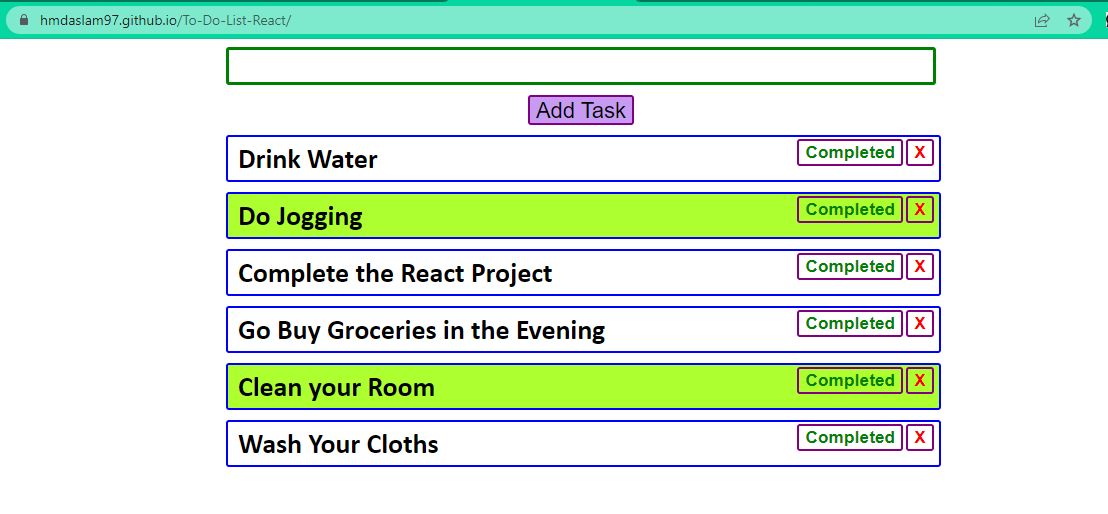 hmdaslam97.github.io/To-Do-List-React/
Add Task
Drink Water Completed X
Do Jogging Completed X
Complete the React Project Completed X
Go Buy Groceries in the Evening Completed X
Clean your Room Completed X
Wash Your Cloths Completed X